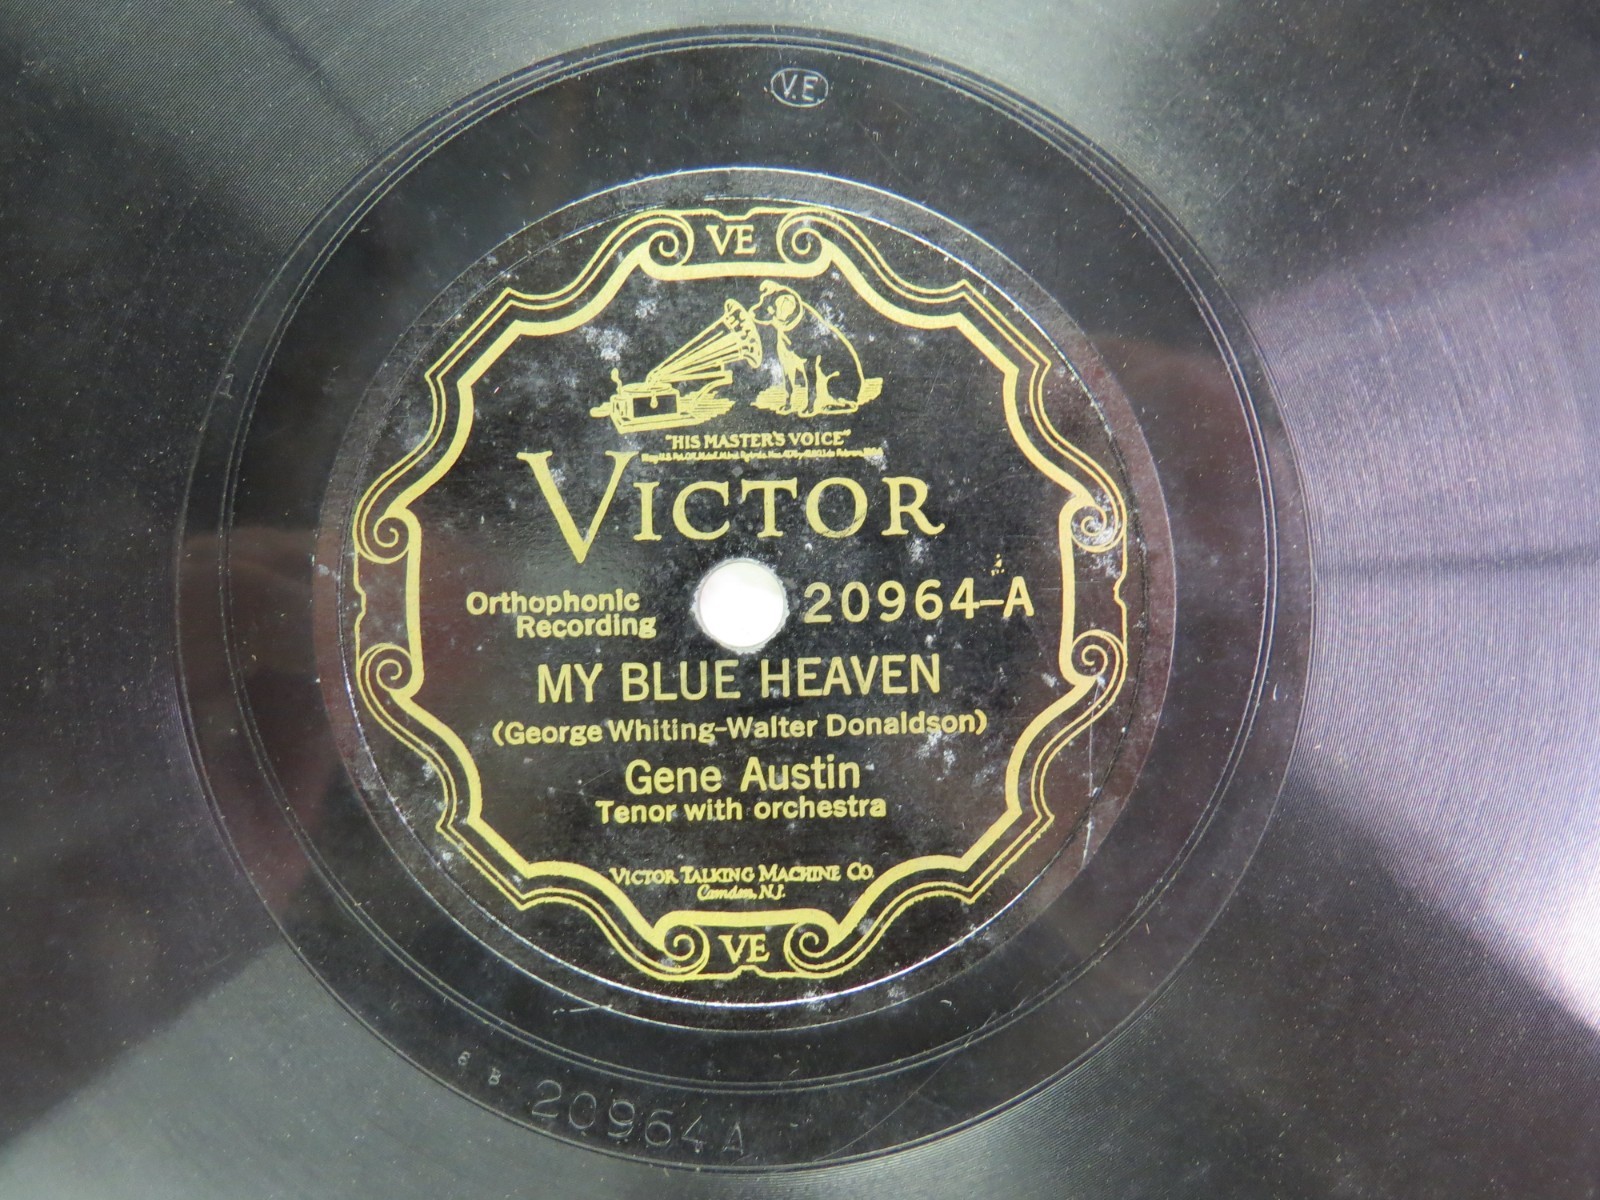 V.E
VE
"HIS MASTER'S VOICE"
VICTOR
Orthophonic
Recording
20964-A
MY BLUE HEAVEN
(George Whiting-Walter Donaldson)
Gene Austin
Tenor with orchestra
VICTOR TALKING MACHINE CO.
Camden, N.J.
VE
6 B 20964 A